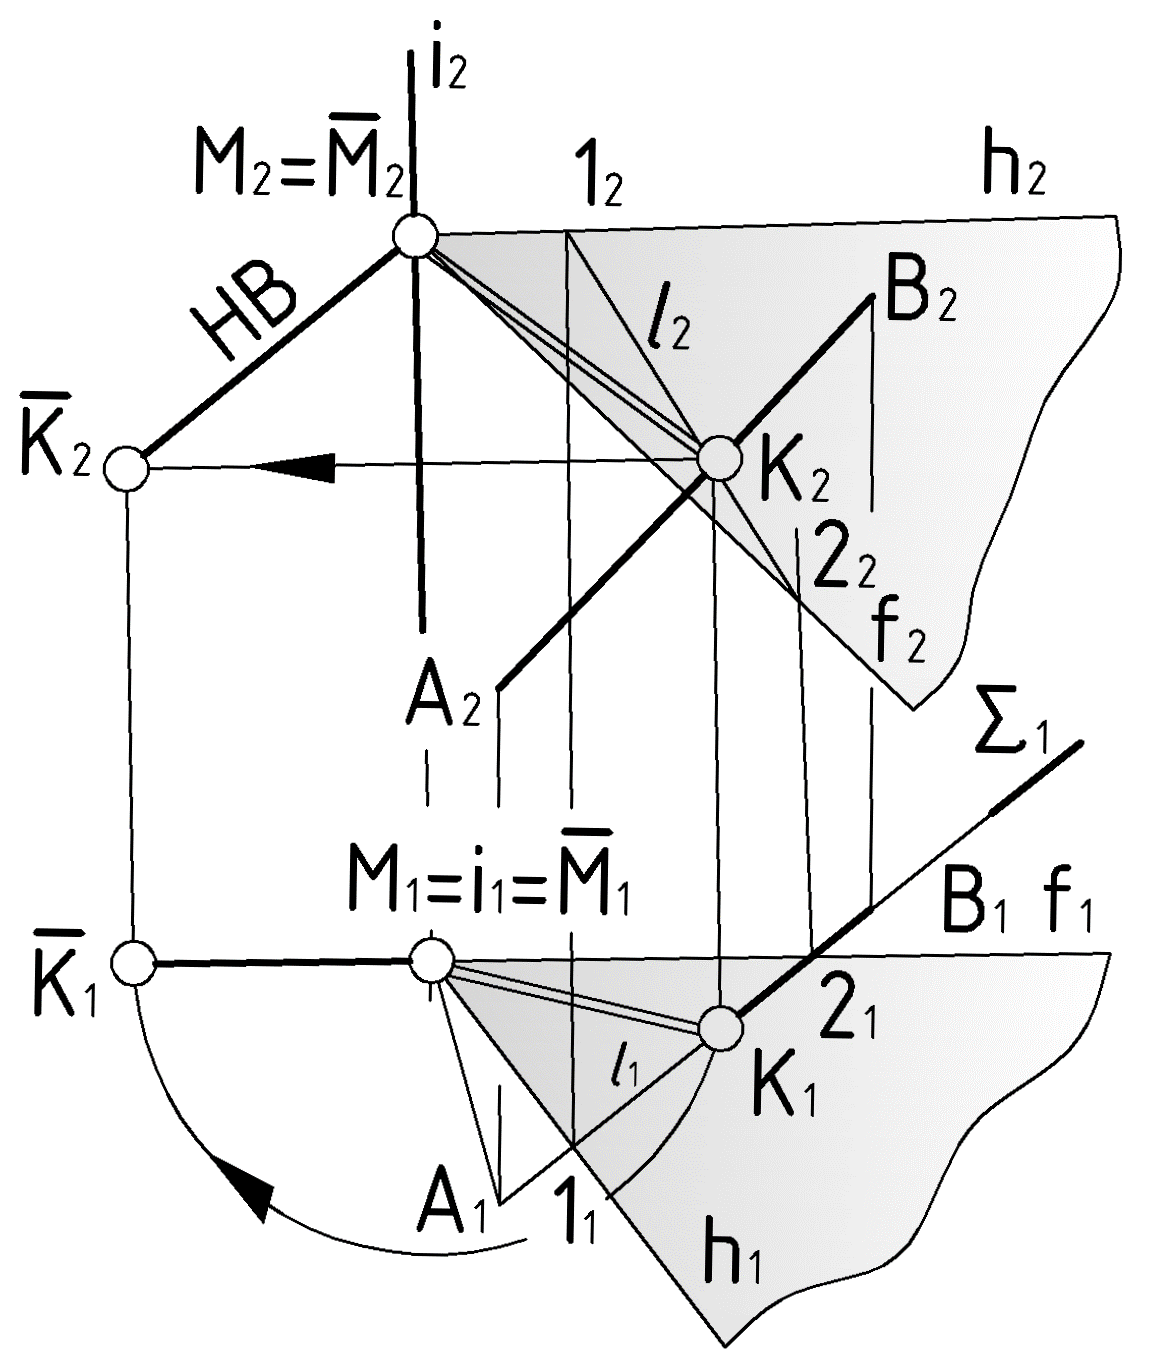 i₂
M₂=M̅₂
1₂
h₂
HB
l₂
B₂
K̅₂
K₂
2₂
f₂
A₂
Σ₁
M₁=i₁=M̅₁
B₁ f₁
K̅₁
2₁
l₁
K₁
A₁
1₁
h₁